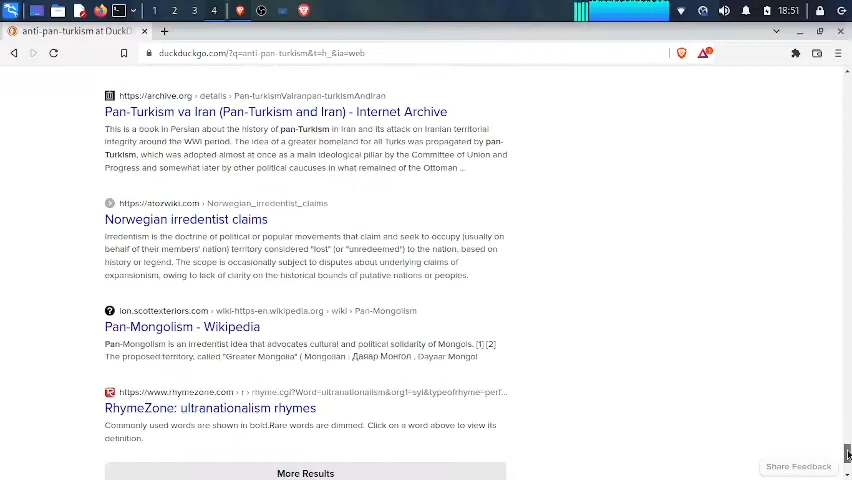 1 2 3 4 18:51
anti-pan-turkism at DuckD
duckduckgo.com/?q=anti-pan-turkism&t=h_&ia=web
https://archive.org › details › Pan-turkismVaIranpan-turkismAndIran
Pan-Turkism va Iran (Pan-Turkism and Iran) - Internet Archive
This is a book in Persian about the history of pan-Turkism in Iran and its attack on Iranian territorial
integrity around the WWI period. The idea of a greater homeland for all Turks was propagated by pan-
Turkism, which was adopted almost at once as a main ideological pillar by the Committee of Union and
Progress and somewhat later by other political caucuses in what remained of the Ottoman ...
https://atozwiki.com › Norwegian_irredentist_claims
Norwegian irredentist claims
Irredentism is the doctrine of political or popular movements that claim and seek to occupy (usually on
behalf of their members' nation) territory considered "lost" (or "unredeemed") to the nation, based on
history or legend. The scope is occasionally subject to disputes about underlying claims of
expansionism, owing to lack of clarity on the historical bounds of putative nations or peoples.
ion.scottexteriors.com › wiki-https-en.wikipedia.org › wiki › Pan-Mongolism
Pan-Mongolism - Wikipedia
Pan-Mongolism is an irredentist idea that advocates cultural and political solidarity of Mongols. [1] [2]
The proposed territory, called "Greater Mongolia" ( Mongolian : Даяар Монгол , Dayaar Mongol
https://www.rhymezone.com › r › rhyme.cgi?Word=ultranationalism&org1=syl&typeofrhyme=perf...
RhymeZone: ultranationalism rhymes
Commonly used words are shown in bold.Rare words are dimmed. Click on a word above to view its
definition.
More Results
Share Feedback